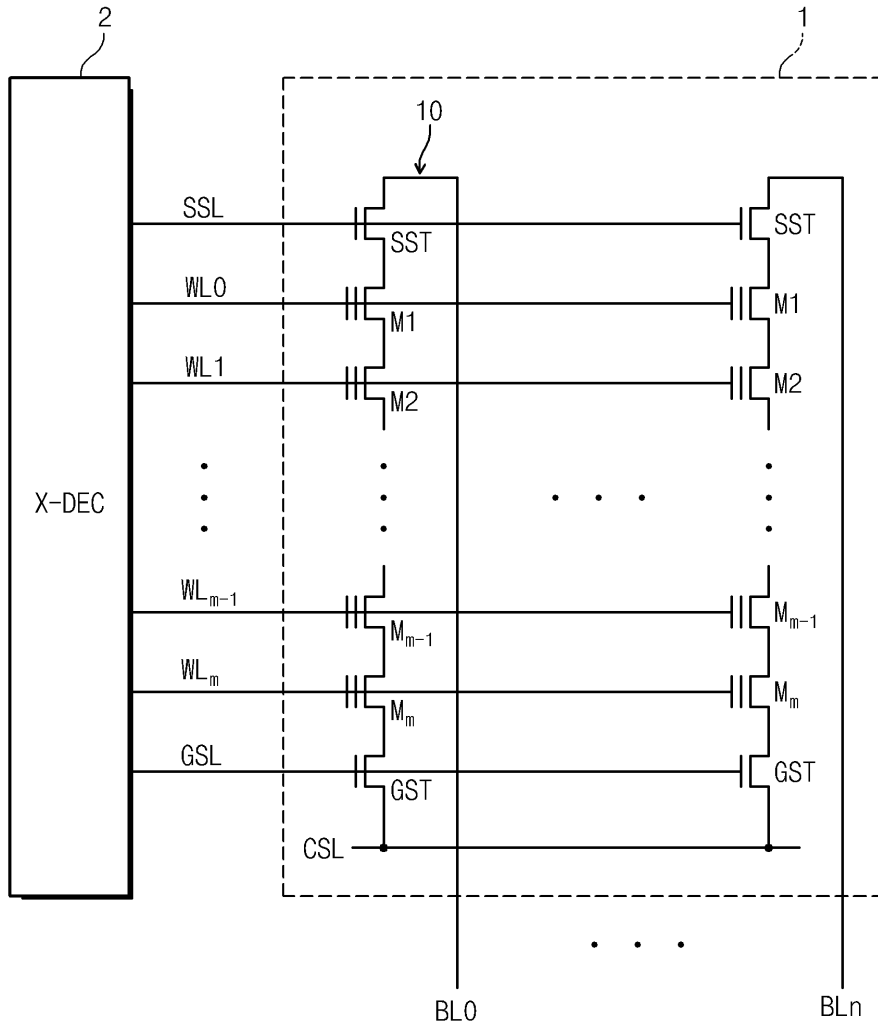 2
1
10
SSL
SST
SST
WL0
M1
M1
WL1
M2
M2
X-DEC
WLm-1
Mm-1
Mm-1
WLm
Mm
Mm
GSL
GST
GST
CSL
BL0
BLn